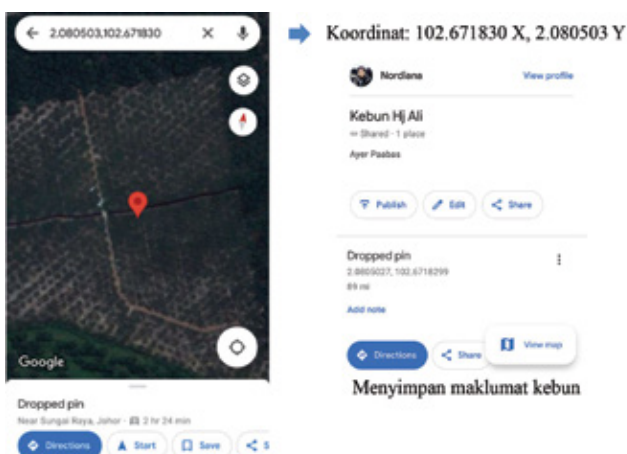 2.080503,102.671830
Google
Dropped pin
Near Sungai Raya, Johor · 2 hr 24 min
Directions
Start
Save
Koordinat: 102.671830 X, 2.080503 Y
Nordiana
View profile
Kebun Hj Ali
Shared · 1 place
Ayer Paabas
Publish
Edit
Share
Dropped pin
2.0805027, 102.6718299
89 mi
Add note
Directions
Share
View map
Menyimpan maklumat kebun